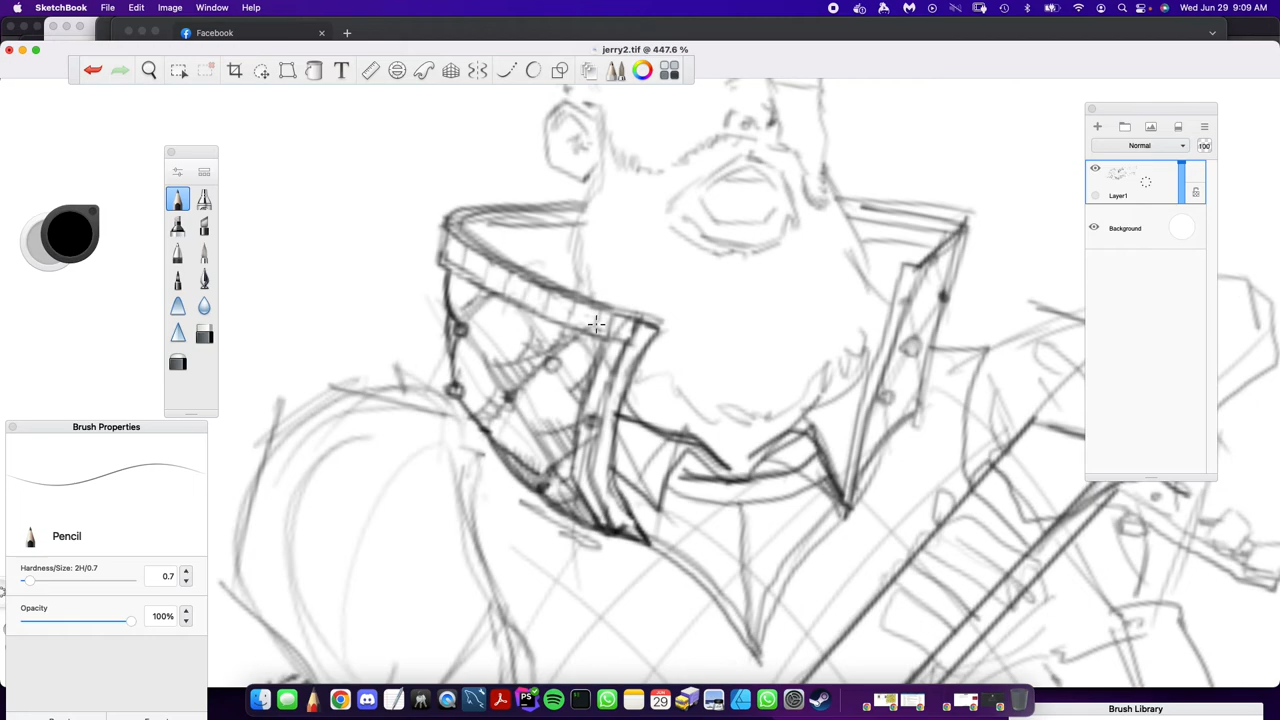 SketchBook File Edit Image Window Help
Wed Jun 29 9:09 AM
Facebook
jerry2.tif @ 447.6 %
T
Normal
100
Layer1
Background
Brush Properties
Pencil
Hardness/Size: 2H/0.7
0.7
Opacity
100%
PS
29
Brush Library